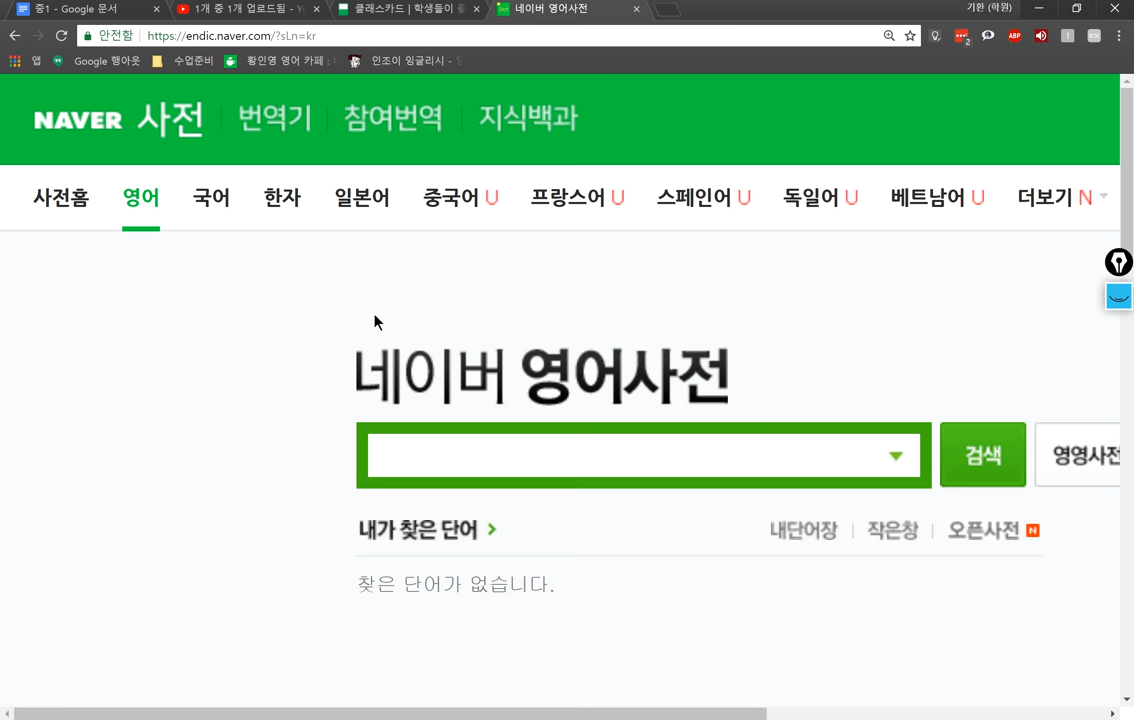 중1 - Google 문서
1개 중 1개 업로드됨 - Yo
클래스카드 | 학생들이
네이버 영어사전
기환 (학원)
안전함
https://endic.naver.com/?sLn=kr
2
ABP
앱
Google 행아웃
수업준비
황인영 영어 카페 :
인조이 잉글리시 -
NAVER 사전
번역기
참여번역
지식백과
사전홈
영어
국어
한자
일본어
중국어 U
프랑스어 U
스페인어 U
독일어 U
베트남어 U
더보기 N
네이버 영어사전
검색
영영사전
내가 찾은 단어
내단어장
작은창
오픈사전 N
찾은 단어가 없습니다.